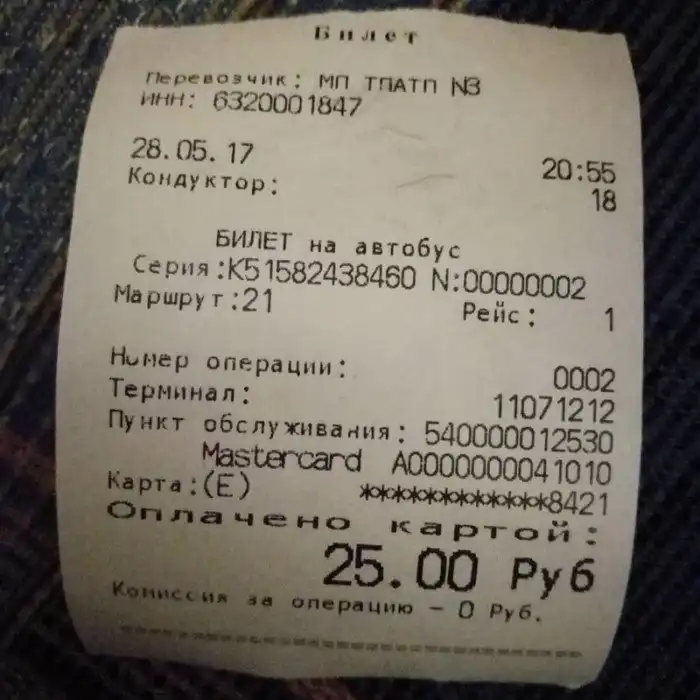 Билет
Перевозчик: МП ТПАТП N3
ИНН: 6320001847
28.05.17 20:55
Кондуктор: 18
БИЛЕТ на автобус
Серия:К51582438460 N:00000002
Маршрут:21 Рейс: 1
Номер операции: 0002
Терминал: 11071212
Пункт обслуживания: 540000012530
Mastercard A0000000041010
Карта:(E) ************8421
Оплачено картой:
25.00 Руб
Комиссия за операцию - 0 Руб.